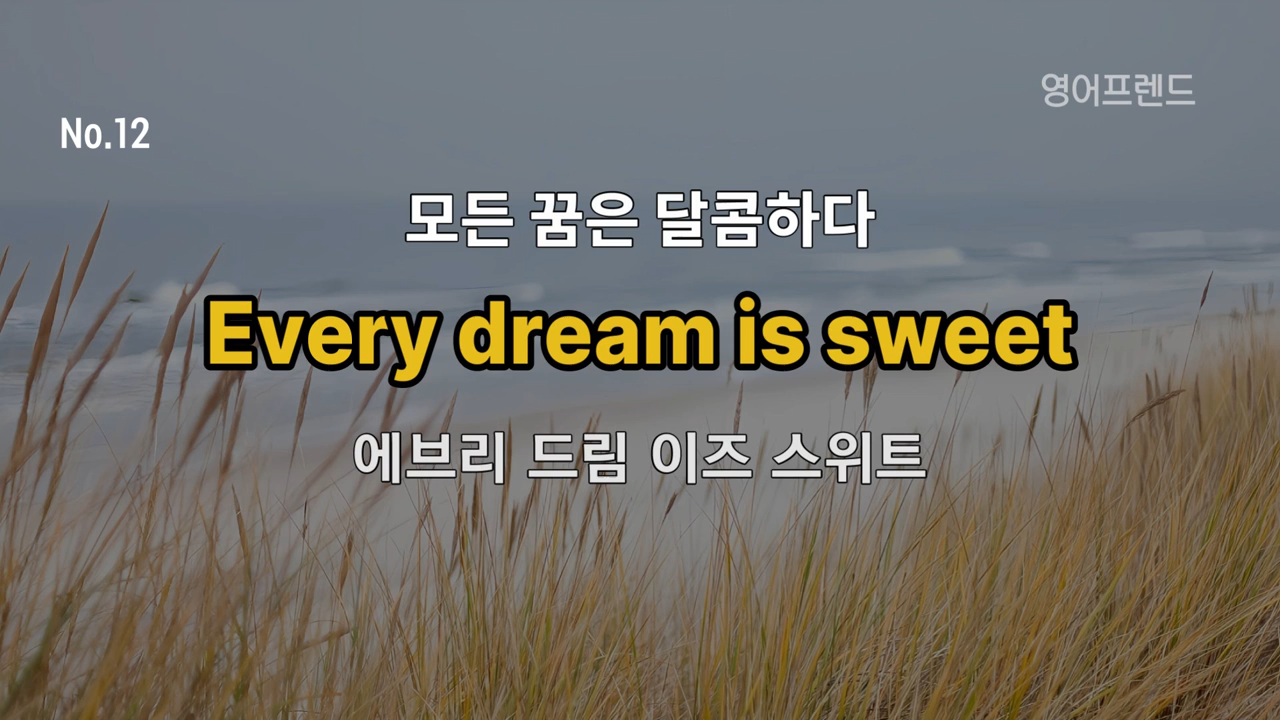 영어프렌드
No.12
모든 꿈은 달콤하다
Every dream is sweet
에브리 드림 이즈 스위트